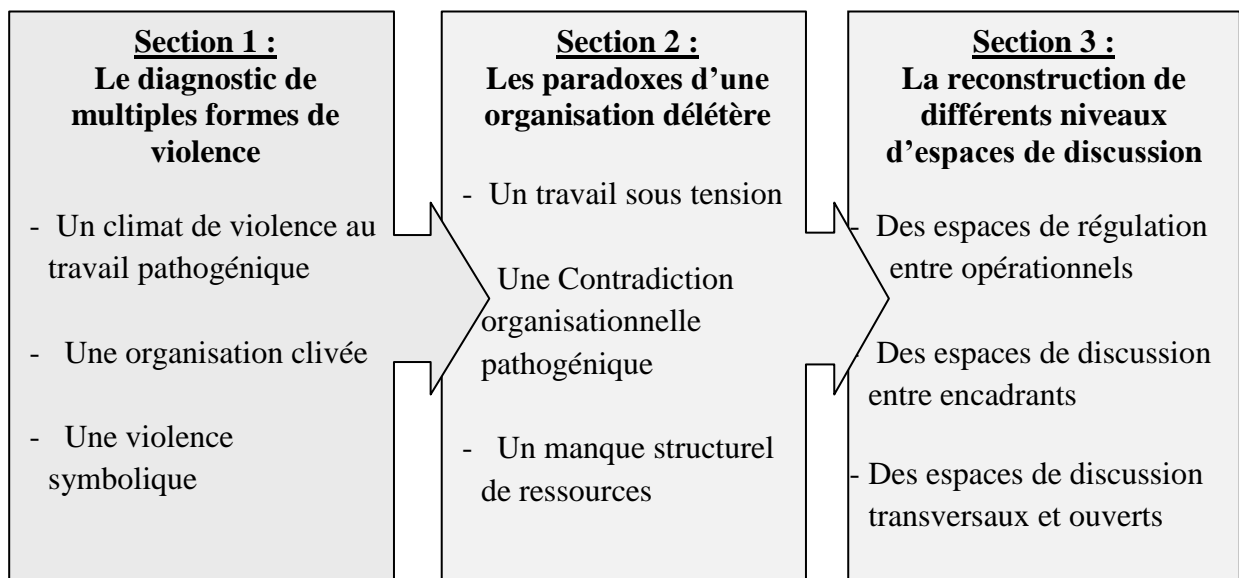 Section 1 :
Le diagnostic de
multiples formes de
violence
- Un climat de violence au
travail pathogénique
- Une organisation clivée
- Une violence
symbolique
Section 2 :
Les paradoxes d’une
organisation délétère
- Un travail sous tension
Une Contradiction
organisationnelle
pathogénique
- Un manque structurel
de ressources
Section 3 :
La reconstruction de
différents niveaux
d’espaces de discussion
- Des espaces de régulation
entre opérationnels
- Des espaces de discussion
entre encadrants
- Des espaces de discussion
transversaux et ouverts